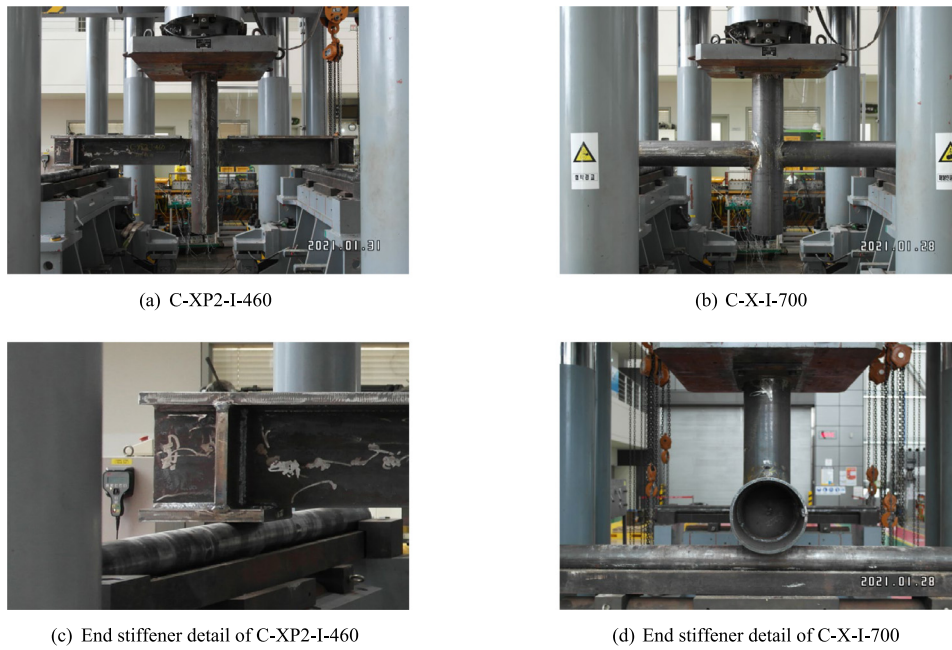 2021.01.31
2021.01.28
(a) C-XP2-I-460
(b) C-X-I-700
2021.01.28
(c) End stiffener detail of C-XP2-I-460
(d) End stiffener detail of C-X-I-700